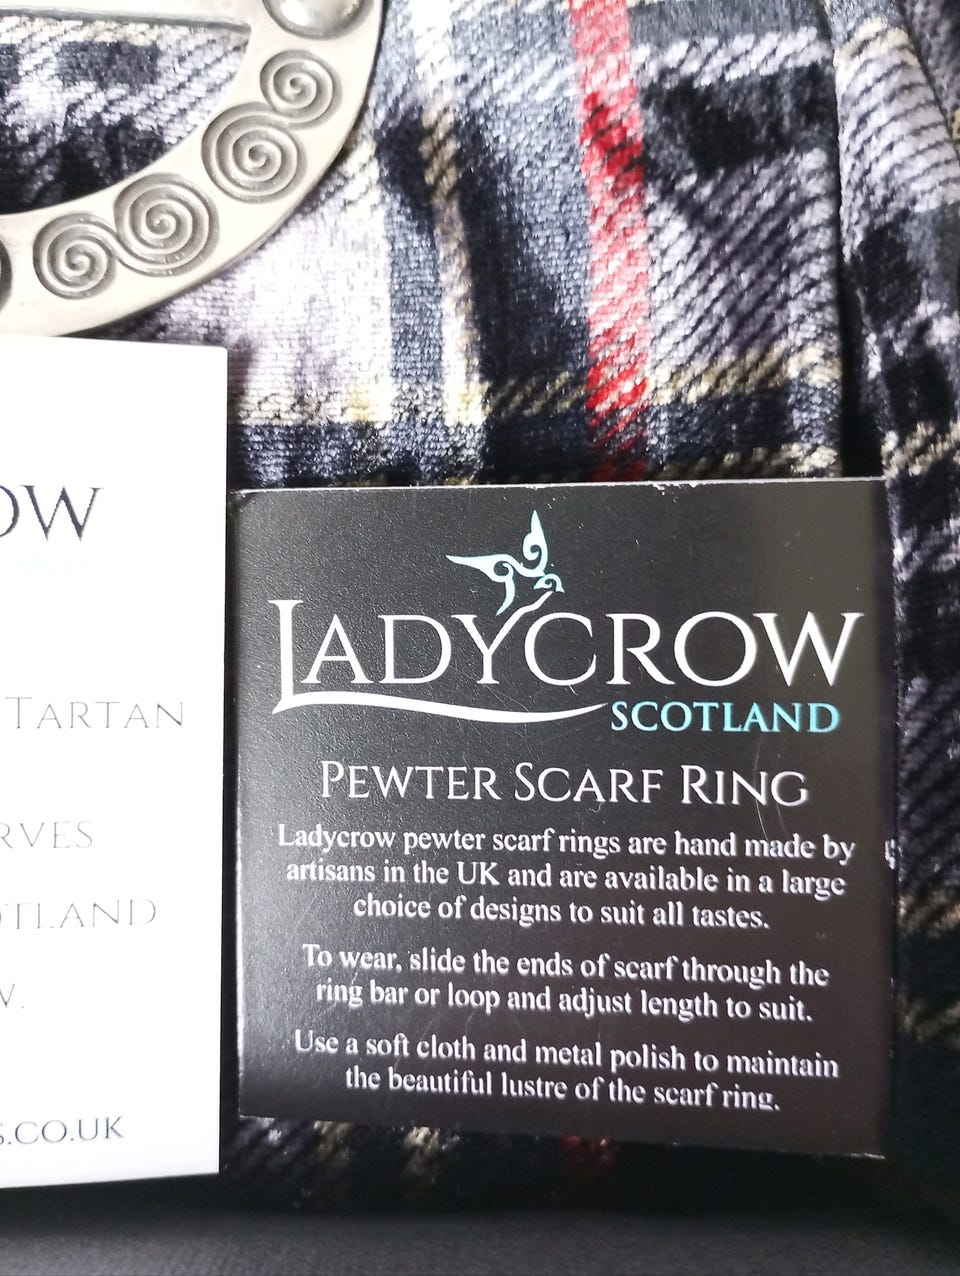 OW
TARTAN
RVES
OTLAND
W.
S.CO.UK
LADYCROW
SCOTLAND
PEWTER SCARF RING
Ladycrow pewter scarf rings are hand made by
artisans in the UK and are available in a large
choice of designs to suit all tastes.
To wear, slide the ends of scarf through the
ring bar or loop and adjust length to suit.
Use a soft cloth and metal polish to maintain
the beautiful lustre of the scarf ring.